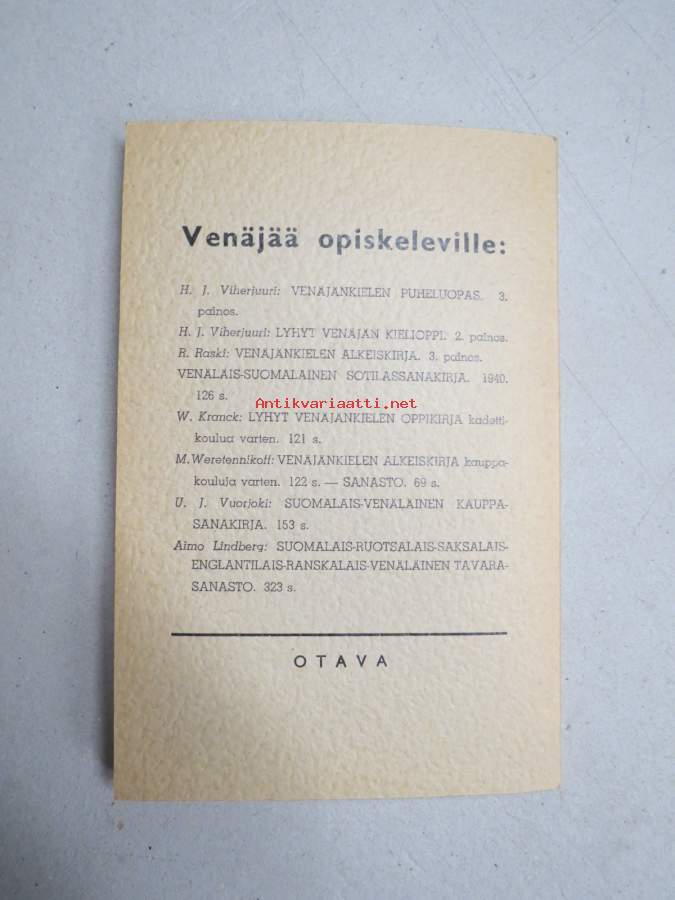 Venäjää opiskeleville:
H. J. Viherjuuri: VENÄJÄNKIELEN PUHELUOPAS. 3.
painos.
H. J. Viherjuuri: LYHYT VENÄJÄN KIELIOPPI. 2. painos.
R. Raski: VENÄJÄNKIELEN ALKEISKIRJA. 3. painos.
VENÄLÄIS-SUOMALAINEN SOTILASSANAKIRJA. 1940.
126 s.
Antikvariaatti.net
W. Kranck: LYHYT VENÄJÄNKIELEN OPPIKIRJA kadetti-
koulua varten. 121 s.
M. Weretennikoff: VENÄJÄNKIELEN ALKEISKIRJA kauppa-
kouluja varten. 122 s. — SANASTO. 69 s.
U. J. Vuorjoki: SUOMALAIS-VENÄLÄINEN KAUPPA-
SANAKIRJA. 153 s.
Aimo Lindberg: SUOMALAIS-RUOTSALAIS-SAKSALAIS-
ENGLANTILAIS-RANSKALAIS-VENÄLÄINEN TAVARA-
SANASTO. 323 s.
OTAVA